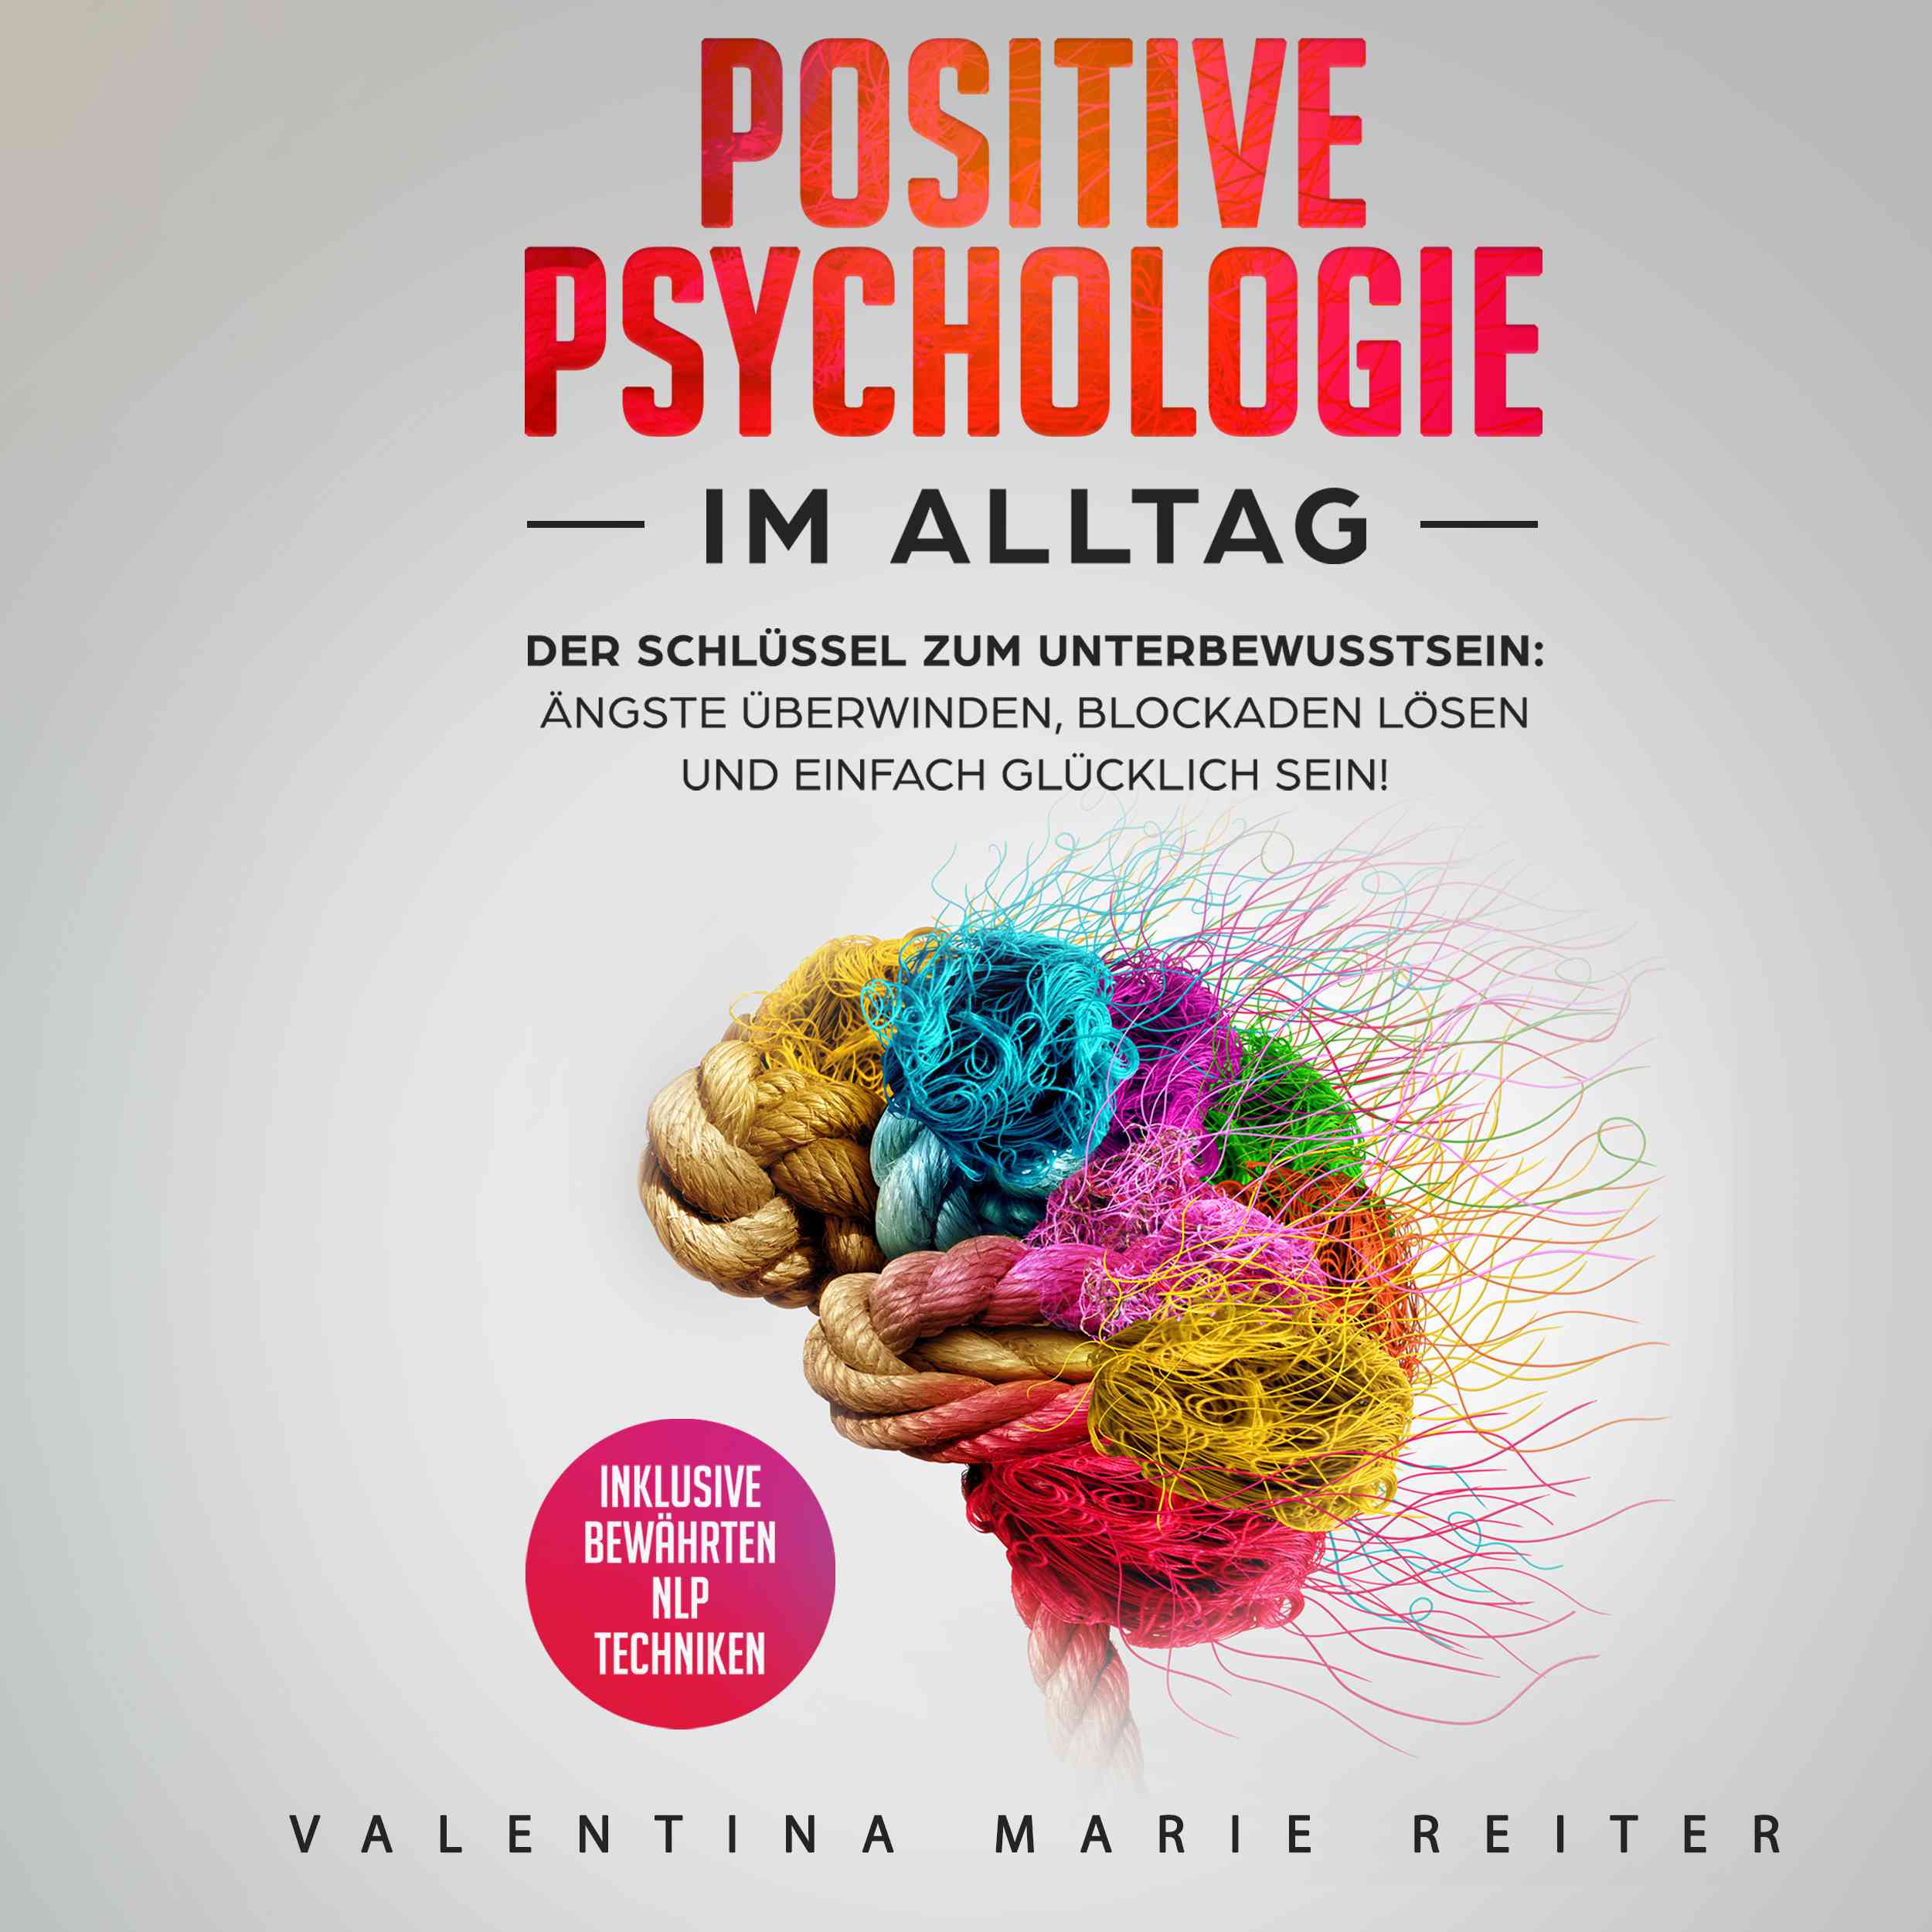 POSITIVE
PSYCHOLOGIE
IM ALLTAG
DER SCHLÜSSEL ZUM UNTERBEWUSSTSEIN:
ÄNGSTE ÜBERWINDEN, BLOCKADEN LÖSEN
UND EINFACH GLÜCKLICH SEIN!
INKLUSIVE
BEWÄHRTEN
NLP
TECHNIKEN
VALENTINA MARIE REITER